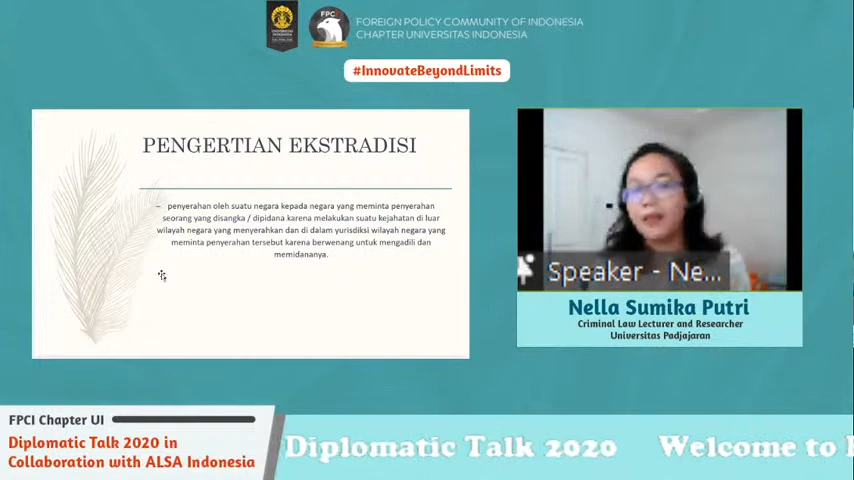 FPC
FOREIGN POLICY COMMUNITY OF INDONESIA
CHAPTER UNIVERSITAS INDONESIA
#InnovateBeyondLimits
PENGERTIAN EKSTRADISI
– penyerahan oleh suatu negara kepada negara yang meminta penyerahan
seorang yang disangka / dipidana karena melakukan suatu kejahatan di luar
wilayah negara yang menyerahkan dan di dalam yurisdiksi wilayah negara yang
meminta penyerahan tersebut karena berwenang untuk mengadili dan
memidananya.
Speaker - Ne...
Nella Sumika Putri
Criminal Law Lecturer and Researcher
Universitas Padjajaran
FPCI Chapter UI
Diplomatic Talk 2020 in
Collaboration with ALSA Indonesia
Diplomatic Talk 2020 Welcome to